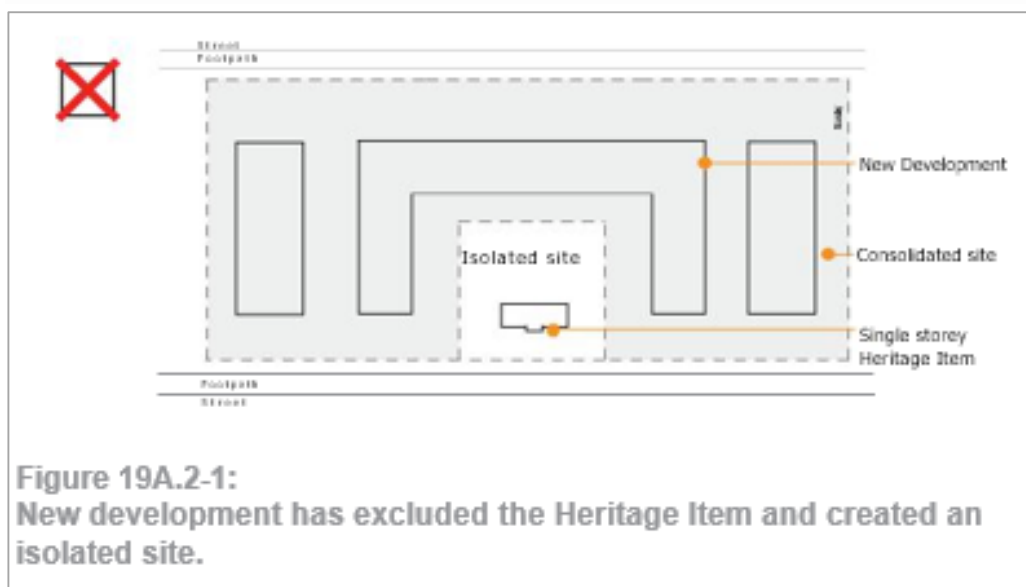 Street
Footpath
New Development
Consolidated site
Isolated site
Single storey
Heritage Item
Footpath
Street
Figure 19A.2-1:
New development has excluded the Heritage Item and created an
isolated site.